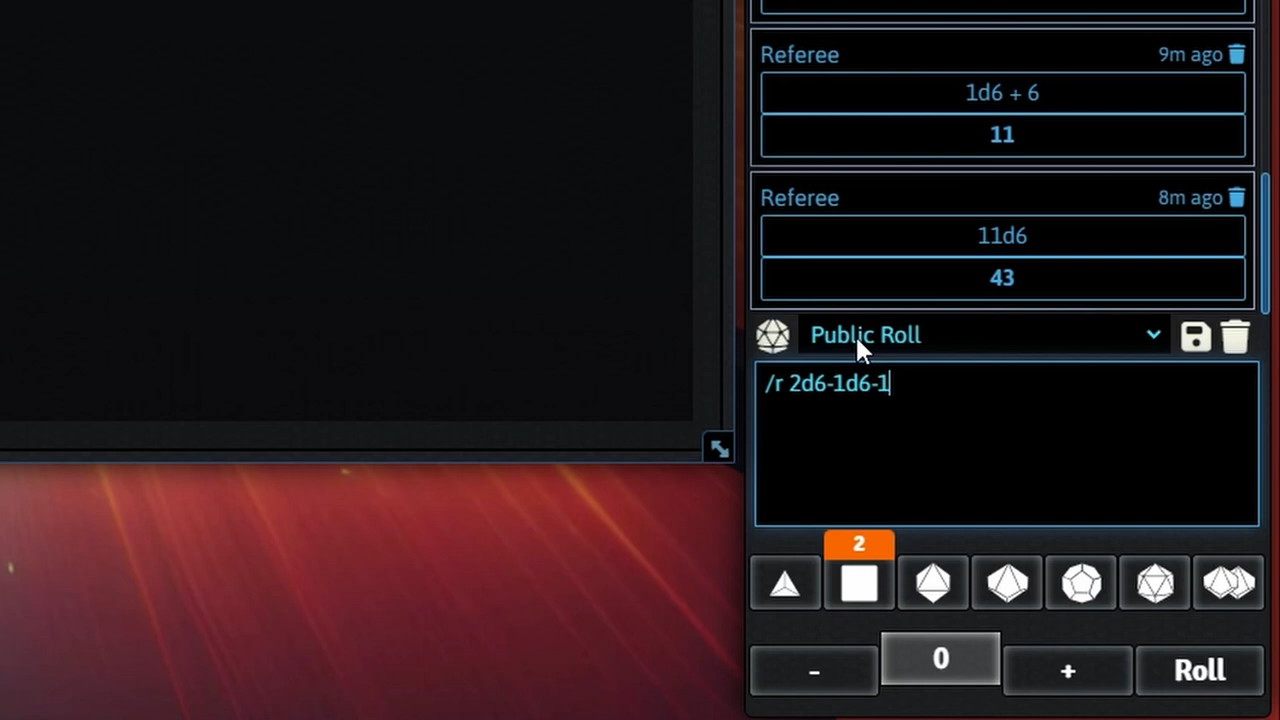 Referee 9m ago
1d6 + 6
11
Referee 8m ago
11d6
43
Public Roll
/r 2d6-1d6-1
2
- 0 + Roll